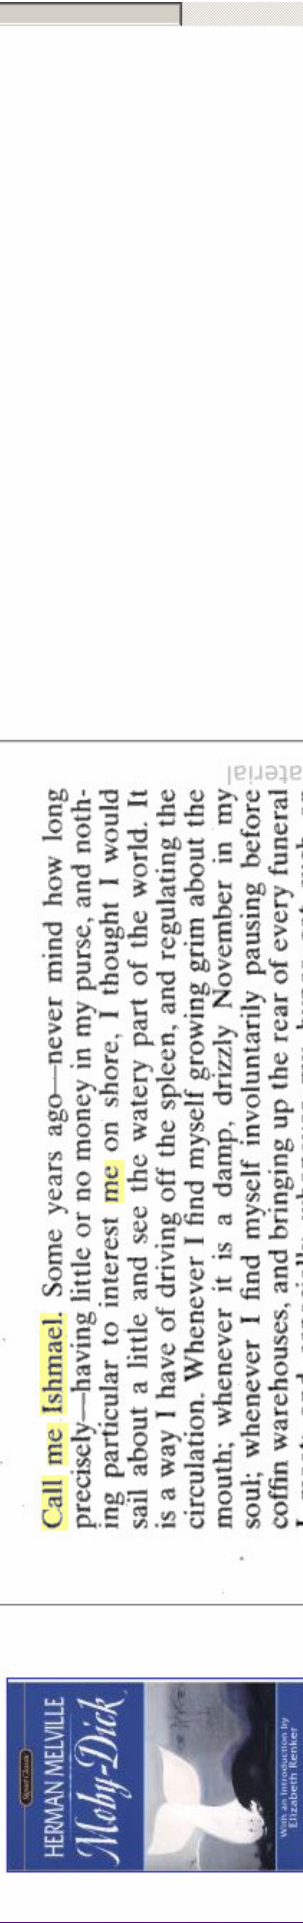 Signet Classic
HERMAN MELVILLE
Moby-Dick
With an Introduction by
Elizabeth Renker
Call me Ishmael. Some years ago—never mind how long
precisely—having little or no money in my purse, and noth-
ing particular to interest me on shore, I thought I would
sail about a little and see the watery part of the world. It
is a way I have of driving off the spleen, and regulating the
circulation. Whenever I find myself growing grim about the
mouth; whenever it is a damp, drizzly November in my
soul; whenever I find myself involuntarily pausing before
coffin warehouses, and bringing up the rear of every funeral
aterial